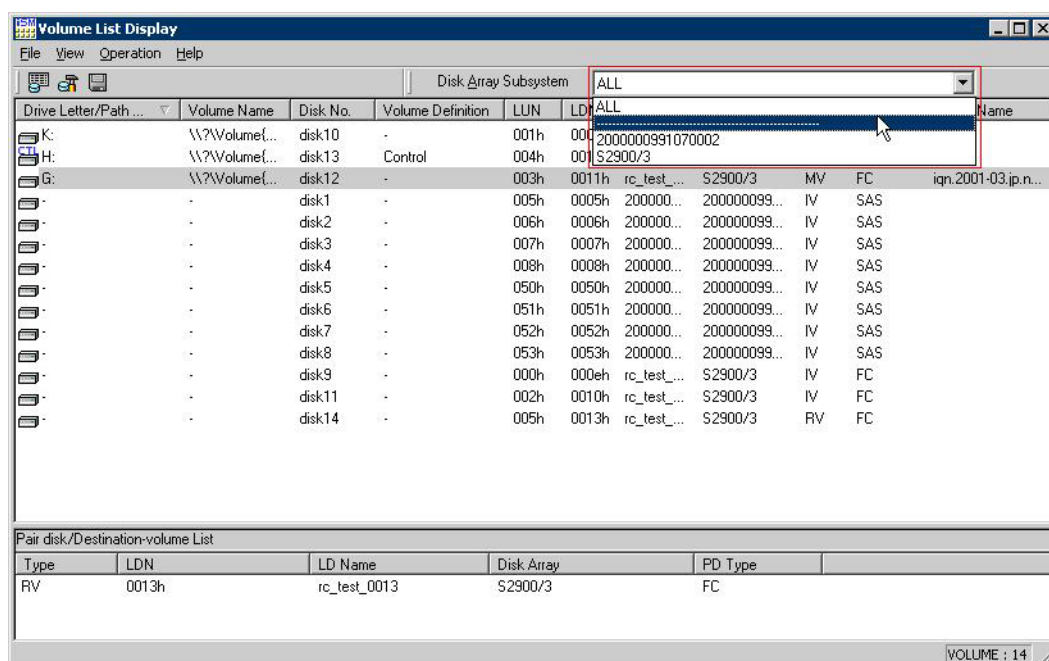 Volume List Display
File View Operation Help
Disk Array Subsystem ALL
ALL
2000000991070002
S2900/3
Drive Letter/Path ... Volume Name Disk No. Volume Definition LUN Name
K: \\?\Volume{... disk10 - 001h
CTL H: \\?\Volume{... disk13 Control 004h
G: \\?\Volume{... disk12 - 003h 0011h rc_test_... S2900/3 MV FC iqn.2001-03.jp.n...
- - disk1 - 005h 0005h 200000... 200000099... IV SAS
- - disk2 - 006h 0006h 200000... 200000099... IV SAS
- - disk3 - 007h 0007h 200000... 200000099... IV SAS
- - disk4 - 008h 0008h 200000... 200000099... IV SAS
- - disk5 - 050h 0050h 200000... 200000099... IV SAS
- - disk6 - 051h 0051h 200000... 200000099... IV SAS
- - disk7 - 052h 0052h 200000... 200000099... IV SAS
- - disk8 - 053h 0053h 200000... 200000099... IV SAS
- - disk9 - 000h 000eh rc_test_... S2900/3 IV FC
- - disk11 - 002h 0010h rc_test_... S2900/3 IV FC
- - disk14 - 005h 0013h rc_test_... S2900/3 RV FC
Pair disk/Destination-volume List
Type LDN LD Name Disk Array PD Type
RV 0013h rc_test_0013 S2900/3 FC
VOLUME : 14